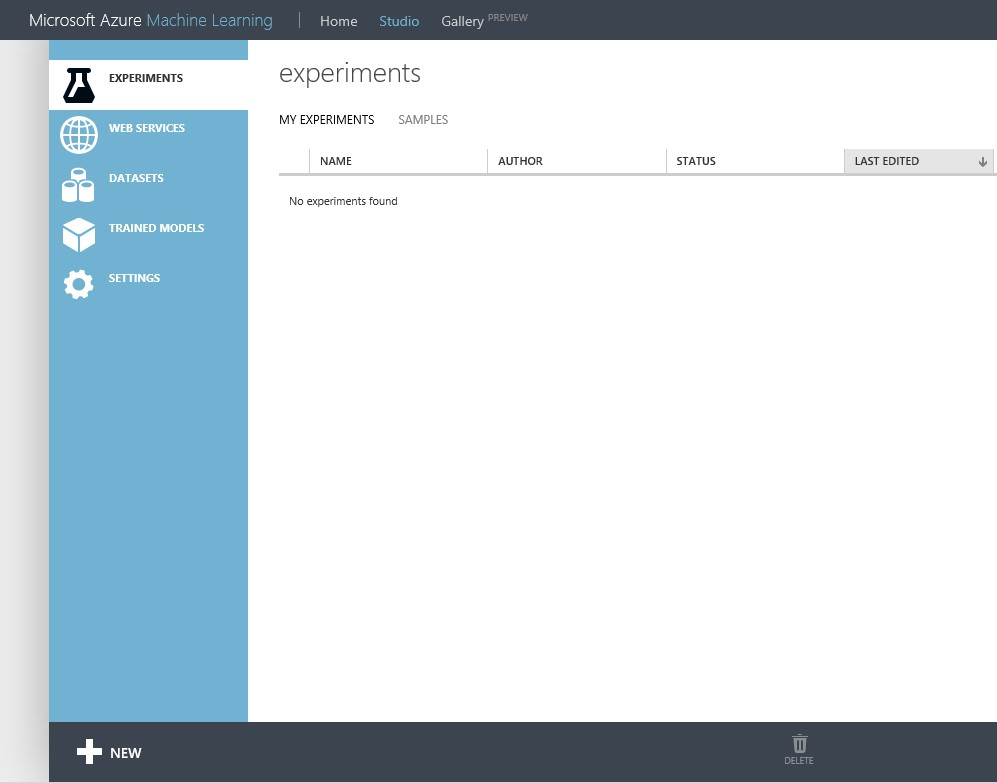 Microsoft Azure Machine Learning | Home Studio Gallery PREVIEW
EXPERIMENTS
WEB SERVICES
DATASETS
TRAINED MODELS
SETTINGS
experiments
MY EXPERIMENTS SAMPLES
NAME AUTHOR STATUS LAST EDITED
No experiments found
NEW
DELETE